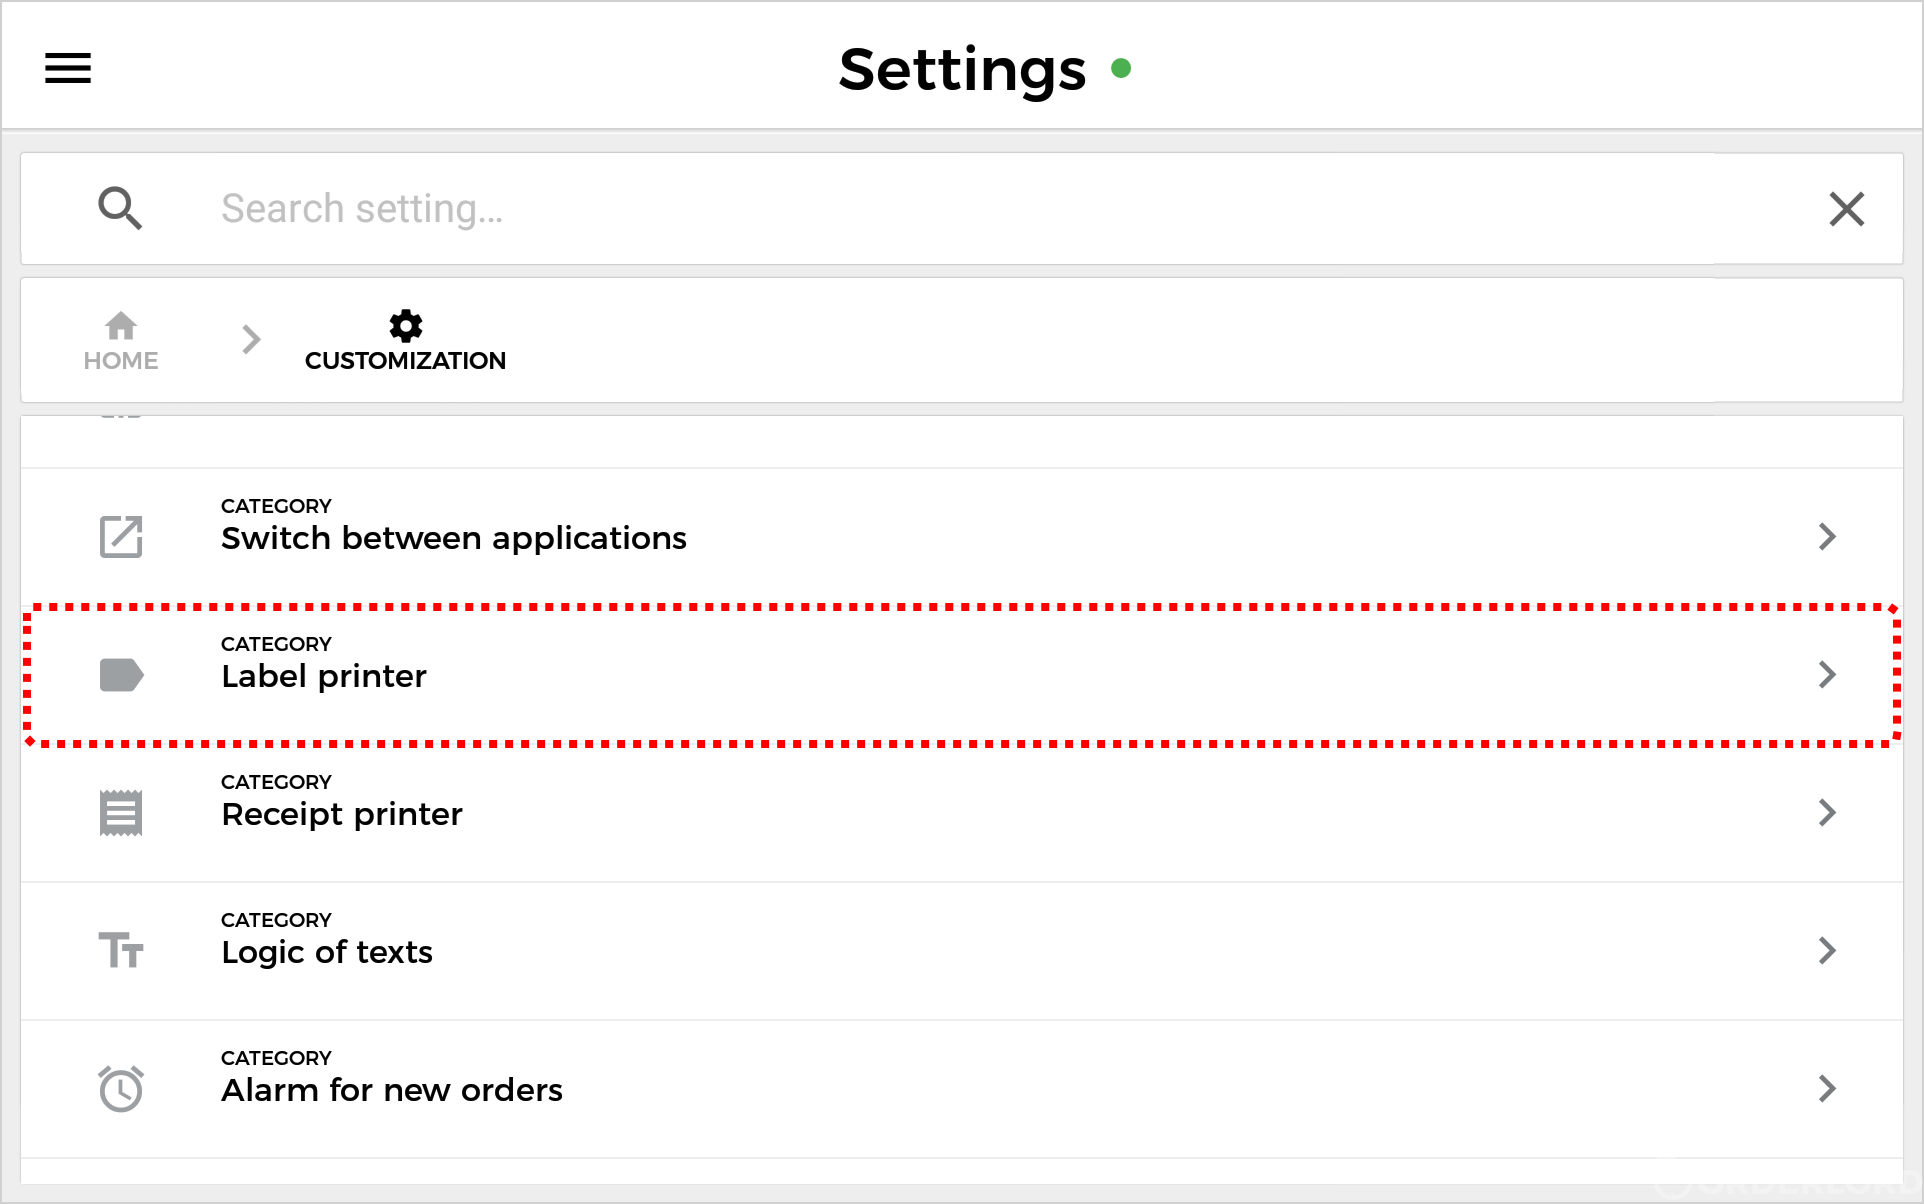 Settings
Search setting...
HOME
CUSTOMIZATION
CATEGORY
Switch between applications
CATEGORY
Label printer
CATEGORY
Receipt printer
CATEGORY
Logic of texts
CATEGORY
Alarm for new orders